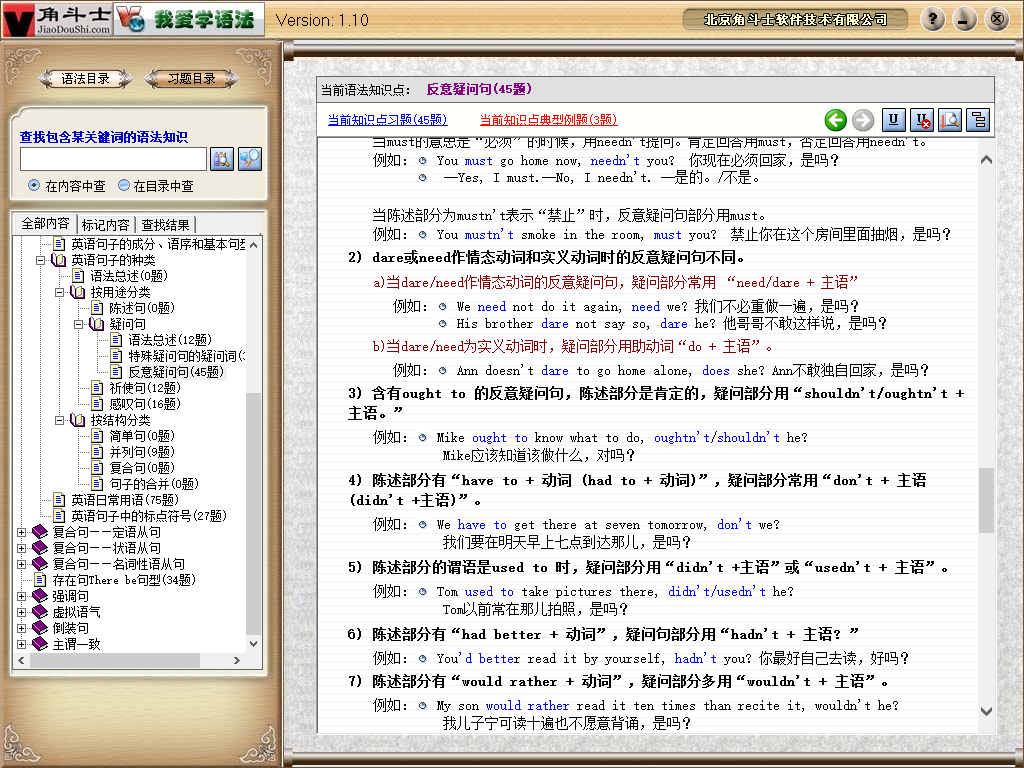 角斗士
JiaoDouShi.com
我爱学语法
Version: 1.10
北京角斗士软件技术有限公司
语法目录
习题目录
查找包含某关键词的语法知识
在内容中查
在目录中查
全部内容
标记内容
查找结果
英语句子的成分、语序和基本句型
英语句子的种类
语法总述(0题)
按用途分类
陈述句(0题)
疑问句
语法总述(12题)
特殊疑问句的疑问词(
反意疑问句(45题)
祈使句(12题)
感叹句(16题)
按结构分类
简单句(0题)
并列句(9题)
复合句(0题)
句子的合并(0题)
英语日常用语(75题)
英语句子中的标点符号(27题)
复合句——定语从句
复合句——状语从句
复合句——名词性语从句
存在句There be句型(34题)
强调句
虚拟语气
倒装句
主谓一致
当前语法知识点： 反意疑问句(45题)
当前知识点习题(45题)
当前知识点典型例题(3题)
当must的意思是“必须”的时候，用needn't提问。肯定回答用must，否定回答用needn't。
例如： You must go home now, needn't you? 你现在必须回家，是吗？
—Yes, I must.—No, I needn't. —是的。/不是。
当陈述部分为mustn't表示“禁止”时，反意疑问句部分用must。
例如： You mustn't smoke in the room, must you? 禁止你在这个房间里面抽烟，是吗？
2) dare或need作情态动词和实义动词时的反意疑问句不同。
a)当dare/need作情态动词的反意疑问句，疑问部分常用 “need/dare + 主语”
例如： We need not do it again, need we? 我们不必重做一遍，是吗？
His brother dare not say so, dare he? 他哥哥不敢这样说，是吗？
b)当dare/need为实义动词时，疑问部分用助动词“do + 主语”。
例如： Ann doesn't dare to go home alone, does she? Ann不敢独自回家，是吗？
3) 含有ought to 的反意疑问句，陈述部分是肯定的，疑问部分用“shouldn't/oughtn't +
主语。”
例如： Mike ought to know what to do, oughtn't/shouldn't he?
Mike应该知道该做什么，对吗？
4) 陈述部分有“have to + 动词 (had to + 动词)”，疑问部分常用“don't + 主语
(didn't +主语)”。
例如： We have to get there at seven tomorrow, don't we?
我们要在明天早上七点到达那儿，是吗？
5) 陈述部分的谓语是used to 时，疑问部分用“didn't +主语”或“usedn't + 主语”。
例如： Tom used to take pictures there, didn't/usedn't he?
Tom以前常在那儿拍照，是吗？
6) 陈述部分有“had better + 动词”，疑问句部分用“hadn't + 主语？”
例如： You'd better read it by yourself, hadn't you? 你最好自己去读，好吗？
7) 陈述部分有“would rather + 动词”，疑问部分多用“wouldn't + 主语”。
例如： My son would rather read it ten times than recite it, wouldn't he?
我儿子宁可读十遍也不愿意背诵，是吗？